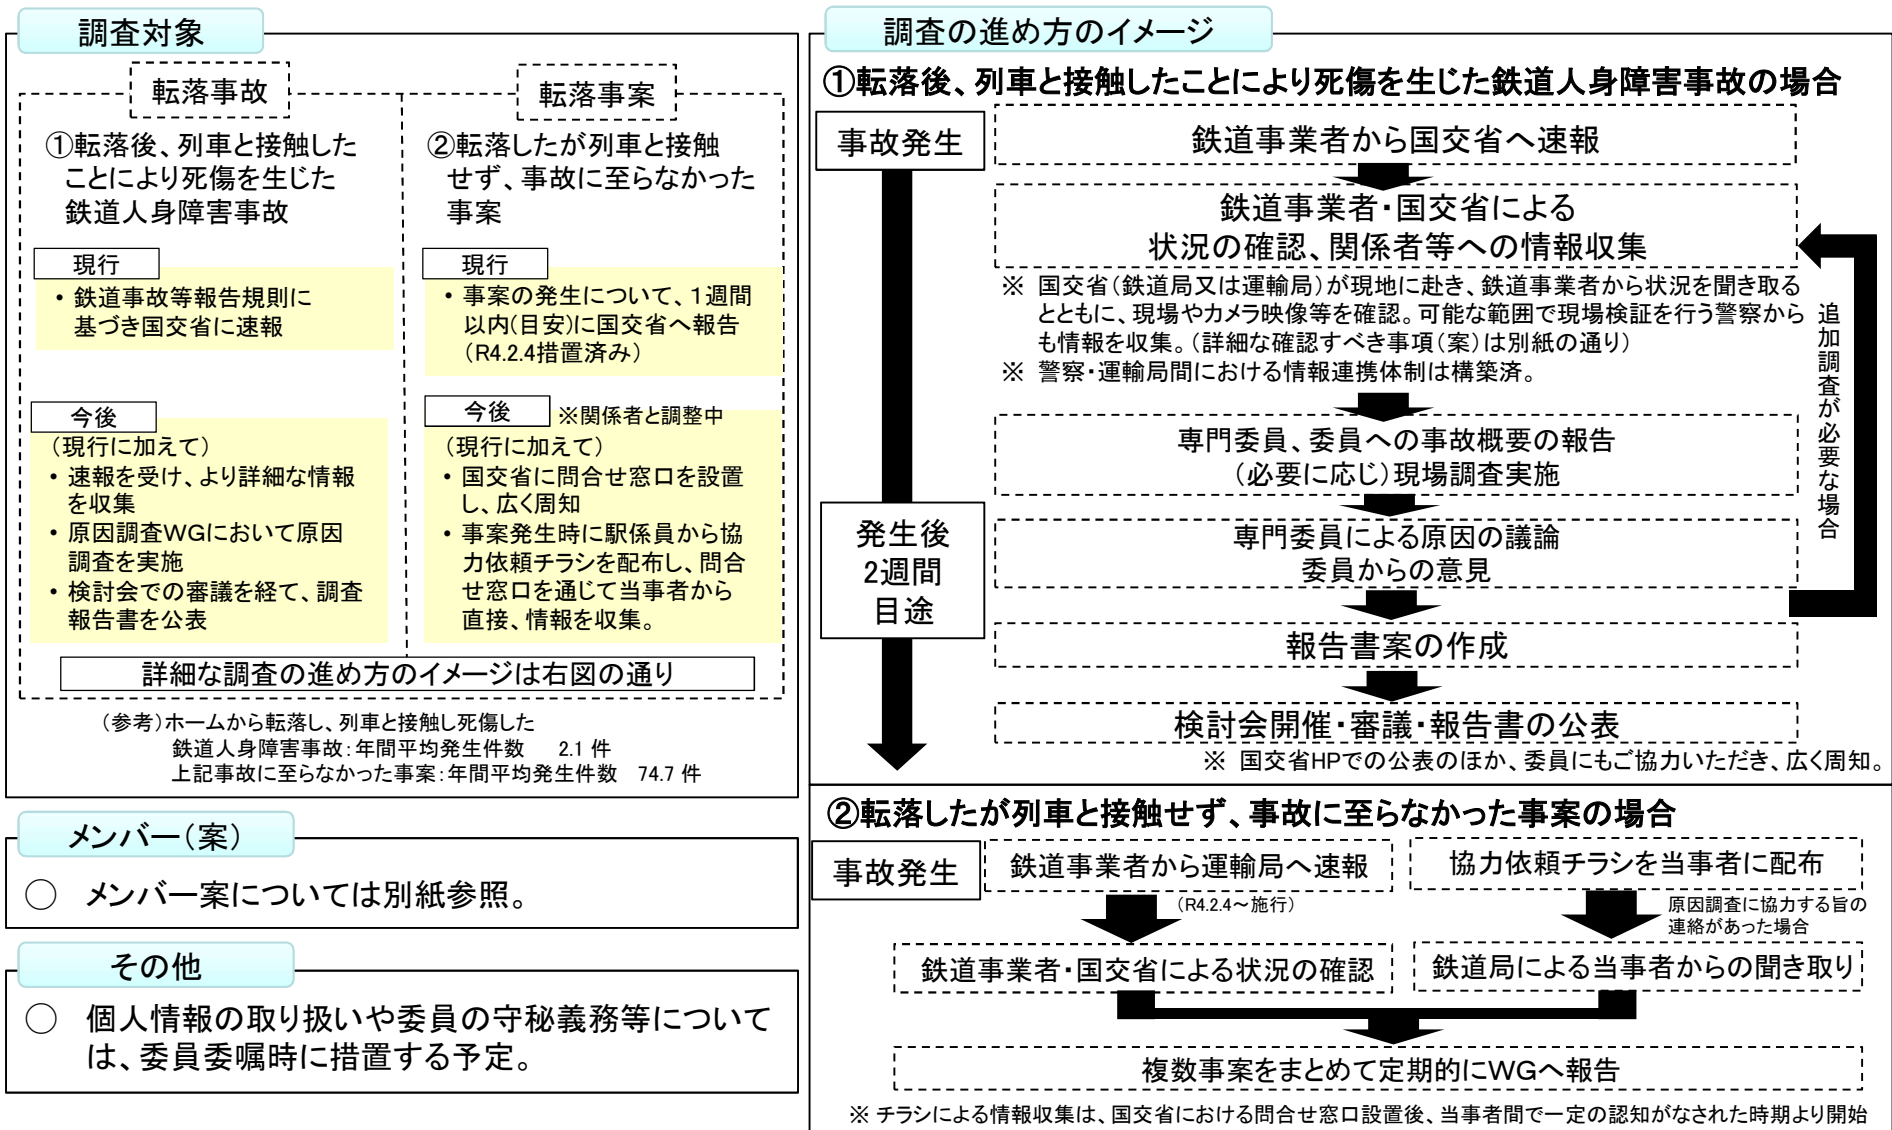 調査対象
転落事故
①転落後、列車と接触した
ことにより死傷を生じた
鉄道人身障害事故
現行
・ 鉄道事故等報告規則に
基づき国交省に速報
今後
（現行に加えて）
・ 速報を受け、より詳細な情報
を収集
・ 原因調査WGにおいて原因
調査を実施
・ 検討会での審議を経て、調査
報告書を公表
転落事案
②転落したが列車と接触
せず、事故に至らなかった
事案
現行
・ 事案の発生について、１週間
以内(目安)に国交省へ報告
（R4.2.4措置済み）
今後
※関係者と調整中
（現行に加えて）
・ 国交省に問合せ窓口を設置
し、広く周知
・ 事案発生時に駅係員から協
力依頼チラシを配布し、問合
せ窓口を通じて当事者から
直接、情報を収集。
詳細な調査の進め方のイメージは右図の通り
（参考）ホームから転落し、列車と接触し死傷した
鉄道人身障害事故：年間平均発生件数 2.1 件
上記事故に至らなかった事案：年間平均発生件数 74.7 件
メンバー（案）
○ メンバー案については別紙参照。
その他
○ 個人情報の取り扱いや委員の守秘義務等について
は、委員委嘱時に措置する予定。
調査の進め方のイメージ
①転落後、列車と接触したことにより死傷を生じた鉄道人身障害事故の場合
事故発生
鉄道事業者から国交省へ速報
鉄道事業者・国交省による
状況の確認、関係者等への情報収集
※ 国交省（鉄道局又は運輸局）が現地に赴き、鉄道事業者から状況を聞き取る
とともに、現場やカメラ映像等を確認。可能な範囲で現場検証を行う警察から
も情報を収集。（詳細な確認すべき事項（案）は別紙の通り）
※ 警察・運輸局間における情報連携体制は構築済。
専門委員、委員への事故概要の報告
（必要に応じ）現場調査実施
発生後
2週間
目途
専門委員による原因の議論
委員からの意見
追加調査が必要な場合
報告書案の作成
検討会開催・審議・報告書の公表
※ 国交省HPでの公表のほか、委員にもご協力いただき、広く周知。
②転落したが列車と接触せず、事故に至らなかった事案の場合
事故発生
鉄道事業者から運輸局へ速報
（R4.2.4～施行）
鉄道事業者・国交省による状況の確認
協力依頼チラシを当事者に配布
原因調査に協力する旨の
連絡があった場合
鉄道局による当事者からの聞き取り
複数事案をまとめて定期的にWGへ報告
※ チラシによる情報収集は、国交省における問合せ窓口設置後、当事者間で一定の認知がなされた時期より開始